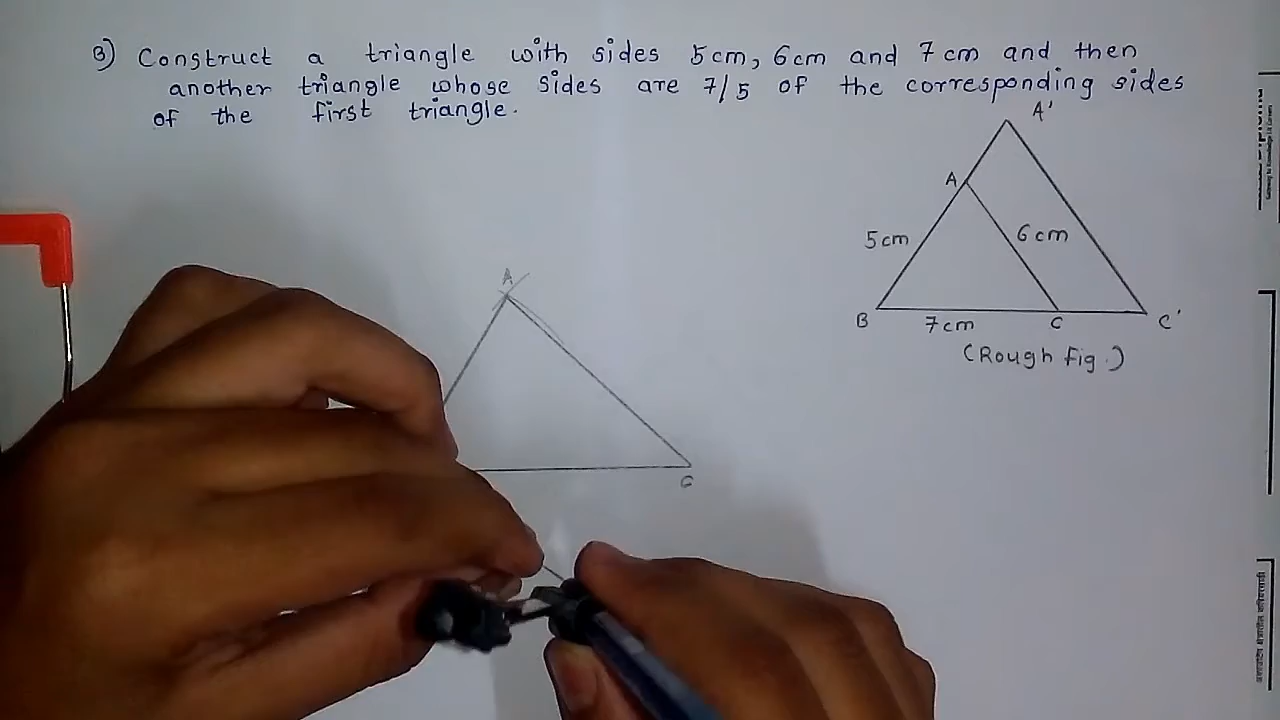 3) Construct a triangle with sides 5cm, 6cm and 7cm and then
another triangle whose sides are 7/5 of the corresponding sides
of the first triangle.
A'
A
5cm
6cm
B
7cm
C
C'
(Rough fig.)
A
C